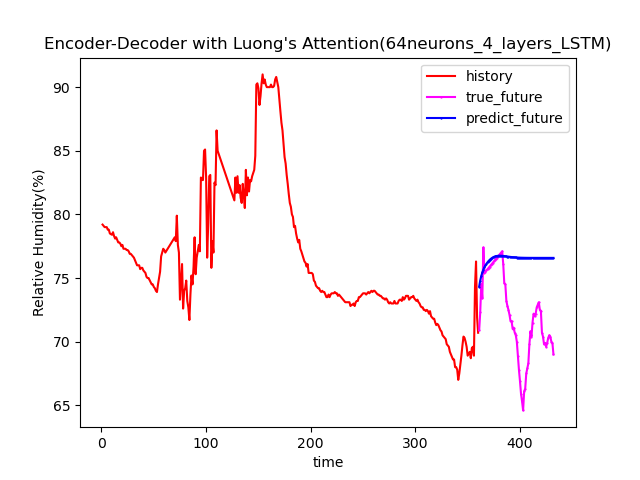 Encoder-Decoder with Luong's Attention(64neurons_4_layers_LSTM)
history
true_future
predict_future
Relative Humidity(%)
90
85
80
75
70
65
0 100 200 300 400
time